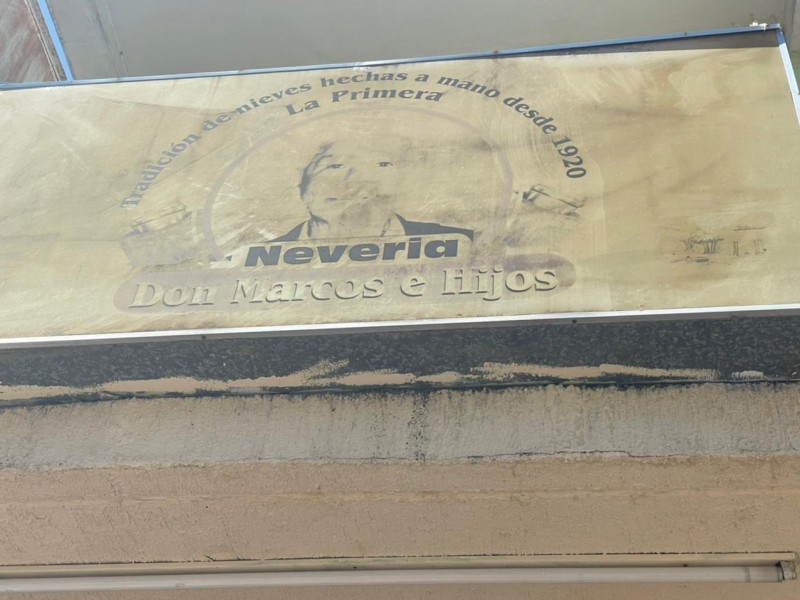 Tradición de nieves hechas a mano desde 1920
La Primera
Neveria
Don Marcos e Hijos